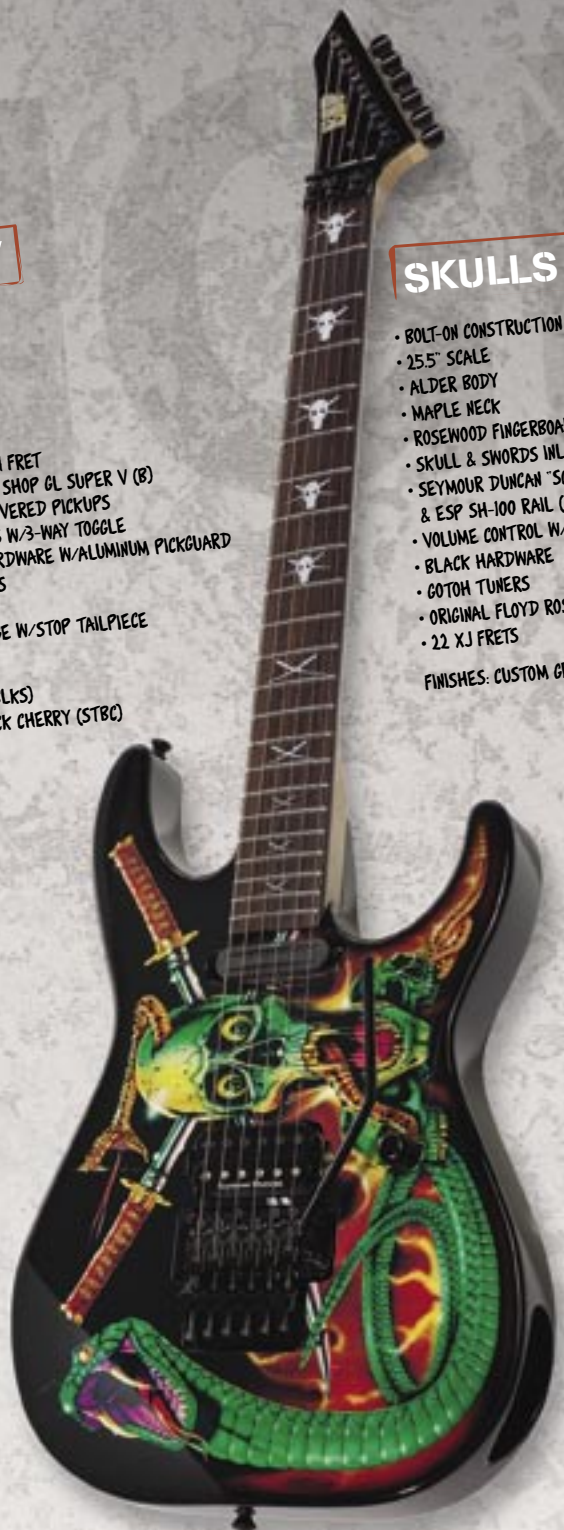 FRET
SHOP GL SUPER V (B)
VERED PICKUPS
W/3-WAY TOGGLE
RDWARE W/ALUMINUM PICKGUARD
S
E W/STOP TAILPIECE
LKS)
CK CHERRY (STBC)
SKULLS
• BOLT-ON CONSTRUCTION
• 25.5" SCALE
• ALDER BODY
• MAPLE NECK
• ROSEWOOD FINGERBOA
• SKULL & SWORDS INL
• SEYMOUR DUNCAN "SC
& ESP SH-100 RAIL (
• VOLUME CONTROL W/
• BLACK HARDWARE
• GOTOH TUNERS
• ORIGINAL FLOYD ROS
• 22 XJ FRETS
FINISHES: CUSTOM GR